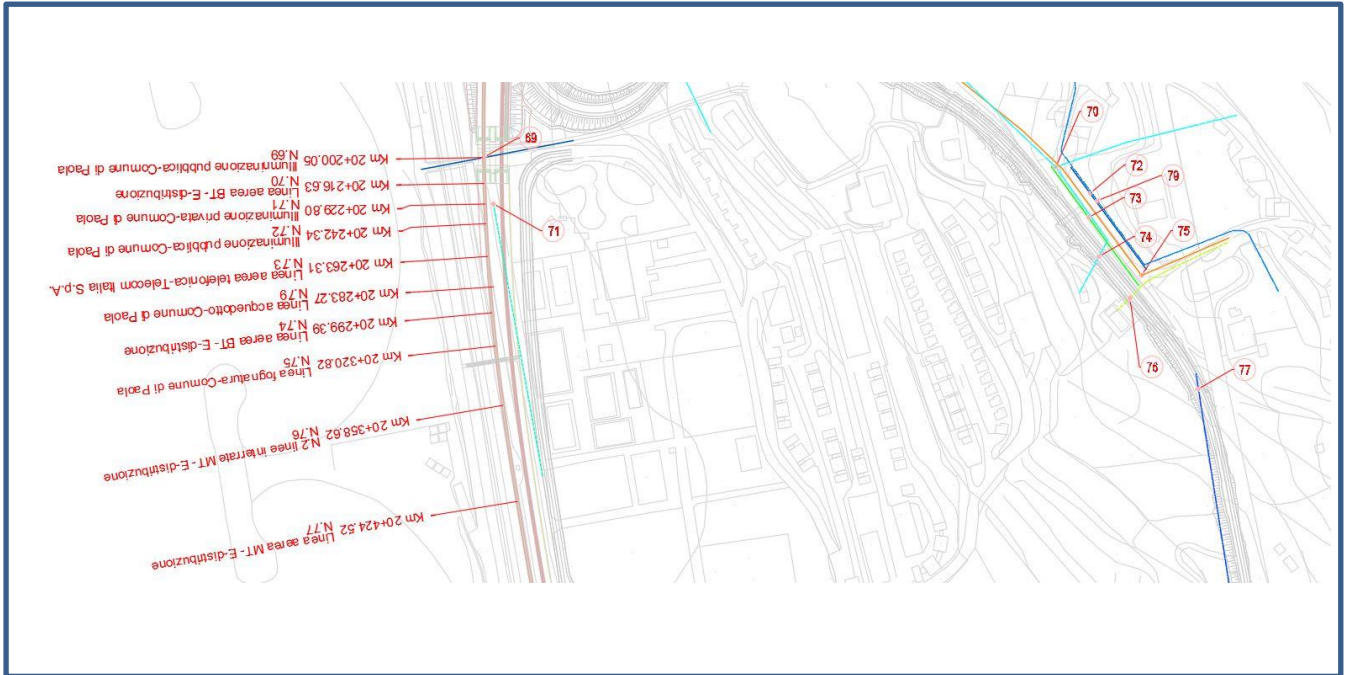 Km 20+200.05 N.69
Illuminazione pubblica-Comune di Paola
Km 20+216.63 N.70
Linea aerea BT - E-distribuzione
Km 20+229.80 N.71
Illuminazione privata-Comune di Paola
Km 20+242.34 N.72
Illuminazione pubblica-Comune di Paola
Km 20+263.31 N.73
Linea aerea telefonica-Telecom Italia S.p.A.
Km 20+283.27 N.79
Linea acquedotto-Comune di Paola
Km 20+299.39 N.74
Linea aerea BT - E-distribuzione
Km 20+320.82 N.75
Linea fognatura-Comune di Paola
Km 20+358.62 N.76
N.2 linee interrate MT - E-distribuzione
Km 20+424.52 N.77
Linea aerea MT - E-distribuzione
69
71
70
72
79
73
74
75
76
77